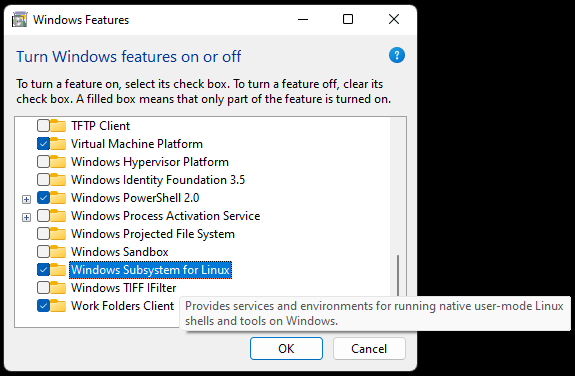 Windows Features
Turn Windows features on or off
?
To turn a feature on, select its check box. To turn a feature off, clear its
check box. A filled box means that only part of the feature is turned on.
TFTP Client
Virtual Machine Platform
Windows Hypervisor Platform
Windows Identity Foundation 3.5
Windows PowerShell 2.0
Windows Process Activation Service
Windows Projected File System
Windows Sandbox
Windows Subsystem for Linux
Windows TIFF IFilter
Work Folders Client
Provides services and environments for running native user-mode Linux
shells and tools on Windows.
OK Cancel